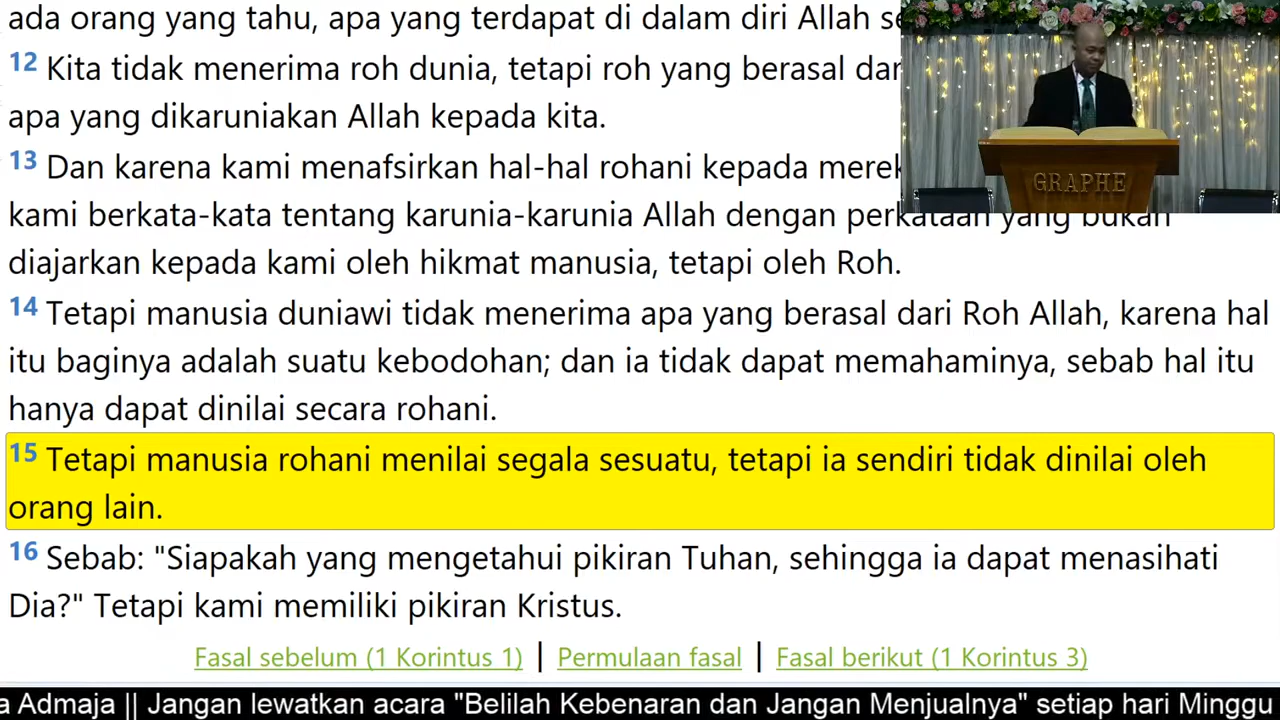 ada orang yang tahu, apa yang terdapat di dalam diri Allah
12 Kita tidak menerima roh dunia, tetapi roh yang berasal
apa yang dikaruniakan Allah kepada kita.
13 Dan karena kami menafsirkan hal-hal rohani kepada
kami berkata-kata tentang karunia-karunia Allah dengan perkataan yang bukan
diajarkan kepada kami oleh hikmat manusia, tetapi oleh Roh.
14 Tetapi manusia duniawi tidak menerima apa yang berasal dari Roh Allah, karena hal
itu baginya adalah suatu kebodohan; dan ia tidak dapat memahaminya, sebab hal itu
hanya dapat dinilai secara rohani.
15 Tetapi manusia rohani menilai segala sesuatu, tetapi ia sendiri tidak dinilai oleh
orang lain.
16 Sebab: "Siapakah yang mengetahui pikiran Tuhan, sehingga ia dapat menasihati
Dia?" Tetapi kami memiliki pikiran Kristus.
Fasal sebelum (1 Korintus 1) | Permulaan fasal | Fasal berikut (1 Korintus 3)
a Admaja || Jangan lewatkan acara "Belilah Kebenaran dan Jangan Menjualnya" setiap hari Minggu
GRAPHE